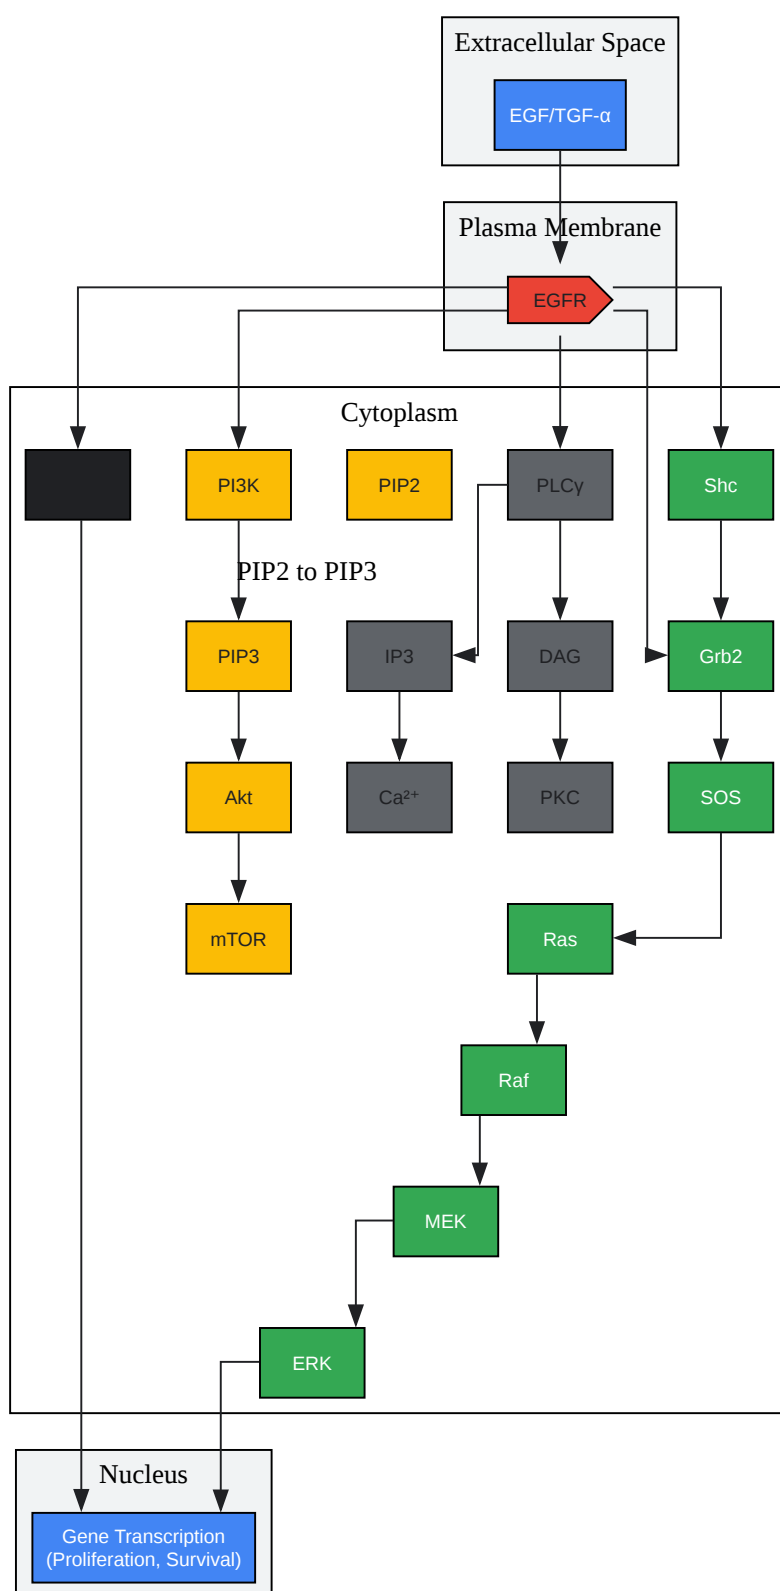 Extracellular Space
EGF/TGF-α
Plasma Membrane
EGFR
Cytoplasm
PI3K
PIP2
PLCγ
Shc
PIP2 to PIP3
PIP3
IP3
DAG
Grb2
Akt
Ca²⁺
PKC
SOS
mTOR
Ras
Raf
MEK
ERK
Nucleus
Gene Transcription
(Proliferation, Survival)